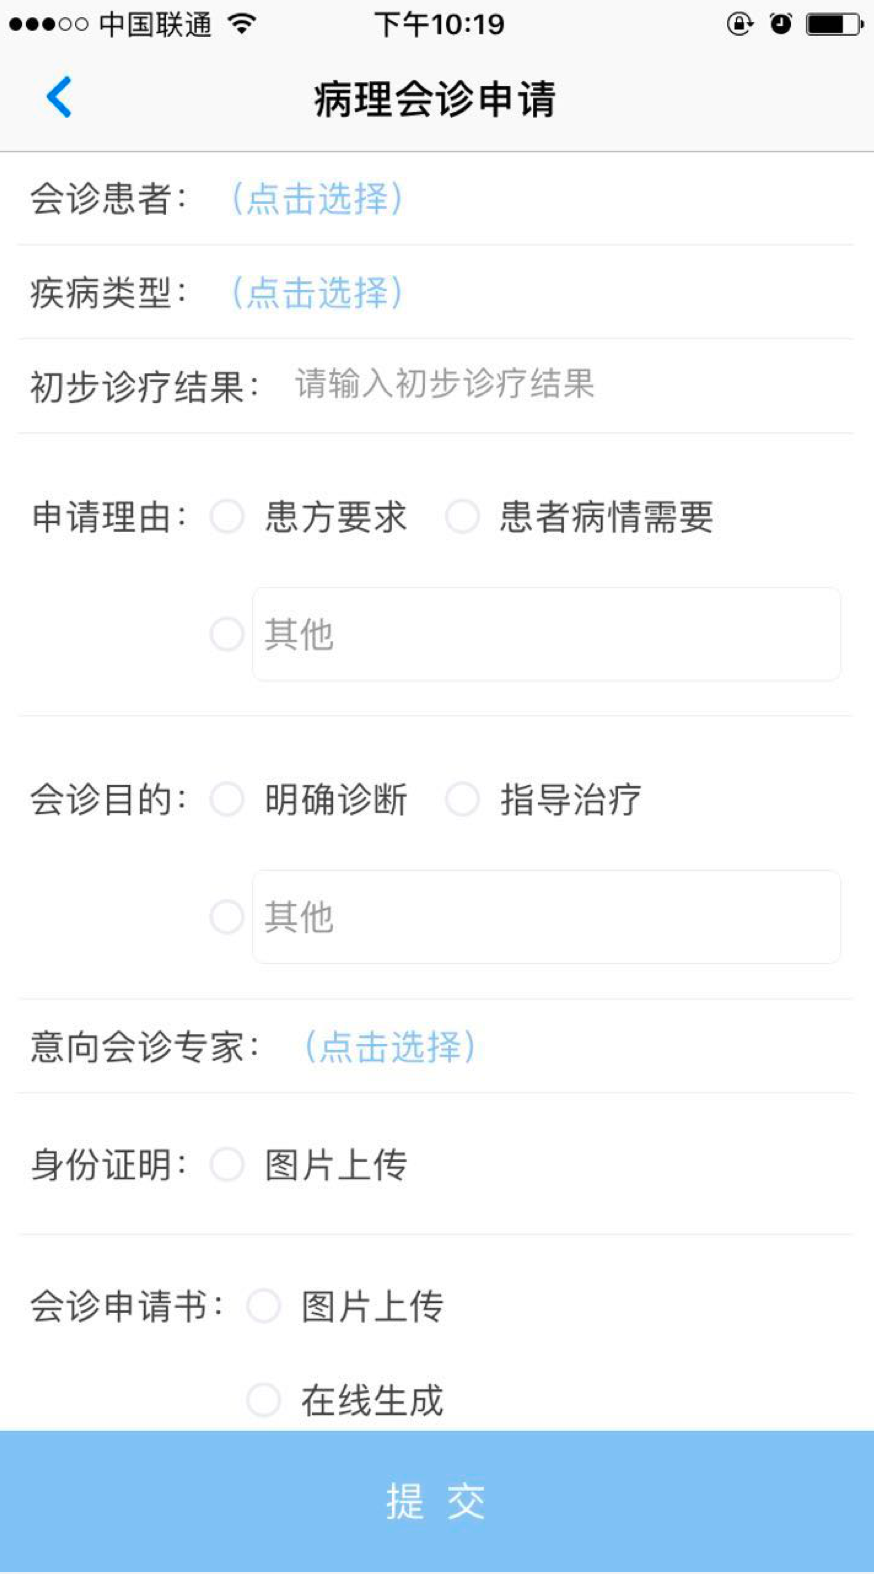 中国联通 下午10:19
病理会诊申请
会诊患者： （点击选择）
疾病类型： （点击选择）
初步诊疗结果： 请输入初步诊疗结果
申请理由： 患方要求 患者病情需要
其他
会诊目的： 明确诊断 指导治疗
其他
意向会诊专家： （点击选择）
身份证明： 图片上传
会诊申请书： 图片上传
在线生成
提 交